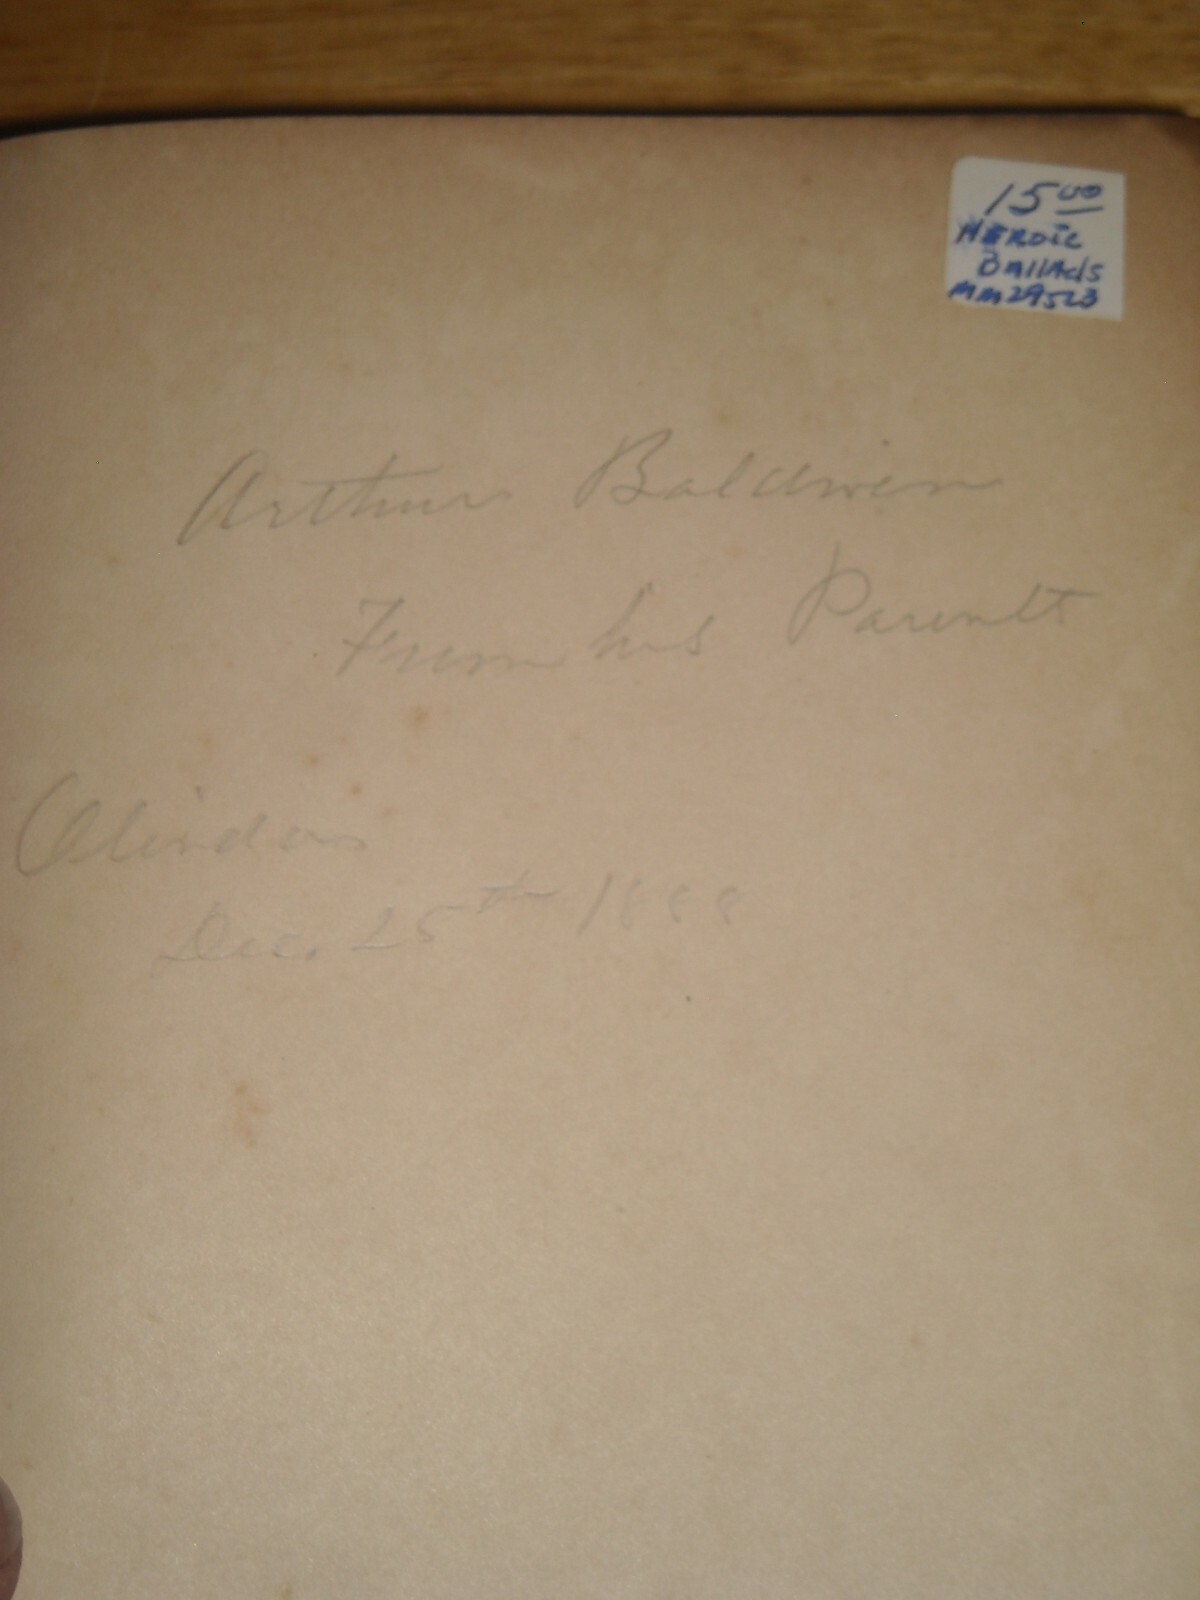 15 00
HEROIC
BAllAds
MM29523
Arthur Baldwin
From his Parents
Dec. 25th 1888